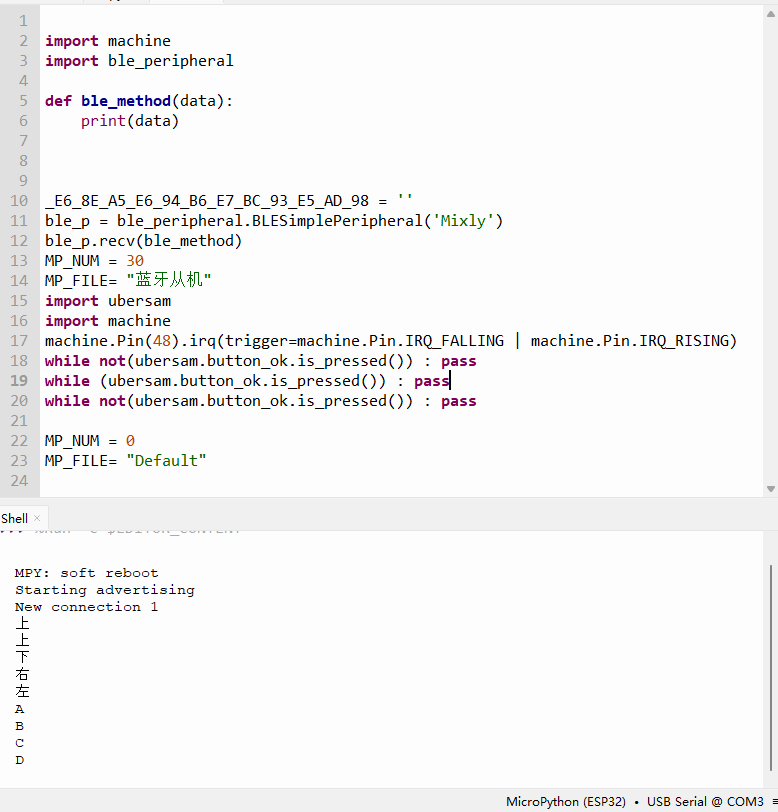 1
2 import machine
3 import ble_peripheral
4
5 def ble_method(data):
6 print(data)
7
8
9
10 _E6_8E_A5_E6_94_B6_E7_BC_93_E5_AD_98 = ''
11 ble_p = ble_peripheral.BLESimplePeripheral('Mixly')
12 ble_p.recv(ble_method)
13 MP_NUM = 30
14 MP_FILE= "蓝牙从机"
15 import ubersam
16 import machine
17 machine.Pin(48).irq(trigger=machine.Pin.IRQ_FALLING | machine.Pin.IRQ_RISING)
18 while not(ubersam.button_ok.is_pressed()) : pass
19 while (ubersam.button_ok.is_pressed()) : pass
20 while not(ubersam.button_ok.is_pressed()) : pass
21
22 MP_NUM = 0
23 MP_FILE= "Default"
24
Shell ×
MPY: soft reboot
Starting advertising
New connection 1
上
上
下
右
左
A
B
C
D
MicroPython (ESP32) • USB Serial @ COM3 ≡